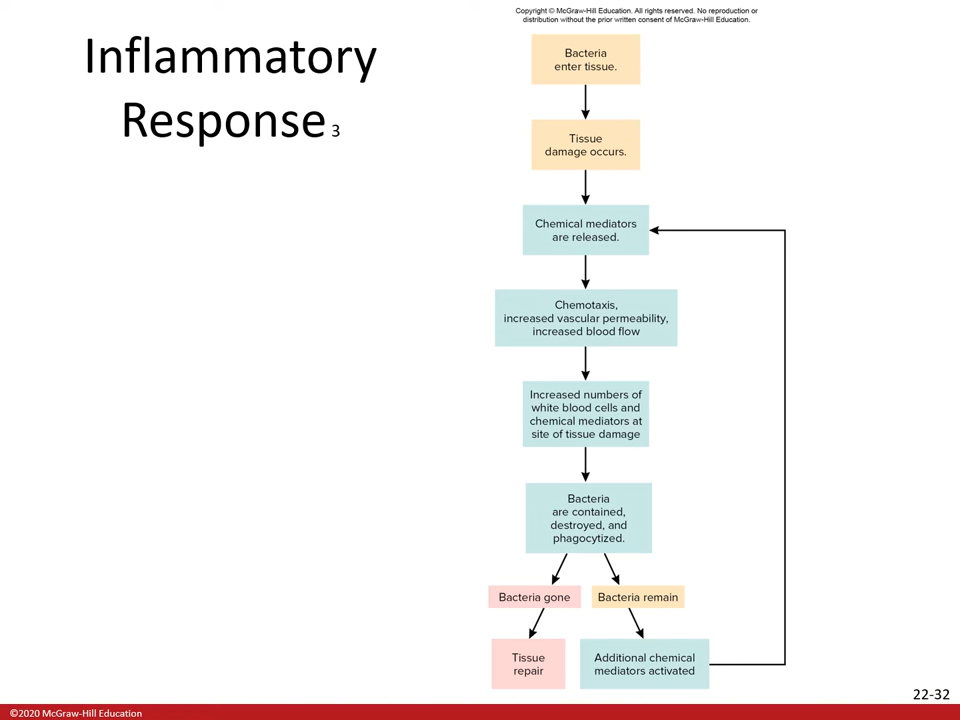 Copyright © McGraw-Hill Education. All rights reserved. No reproduction or
distribution without the prior written consent of McGraw-Hill Education.
Inflammatory
Response 3
Bacteria
enter tissue.
Tissue
damage occurs.
Chemical mediators
are released.
Chemotaxis,
increased vascular permeability,
increased blood flow
Increased numbers of
white blood cells and
chemical mediators at
site of tissue damage
Bacteria
are contained,
destroyed, and
phagocytized.
Bacteria gone
Bacteria remain
Tissue
repair
Additional chemical
mediators activated
22-32
©2020 McGraw-Hill Education